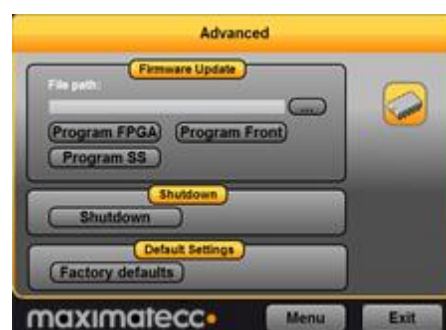 Advanced
Firmware Update
File path:
...
Program FPGA Program Front
Program SS
Shutdown
Shutdown
Default Settings
Factory defaults
maximatecc
Menu Exit